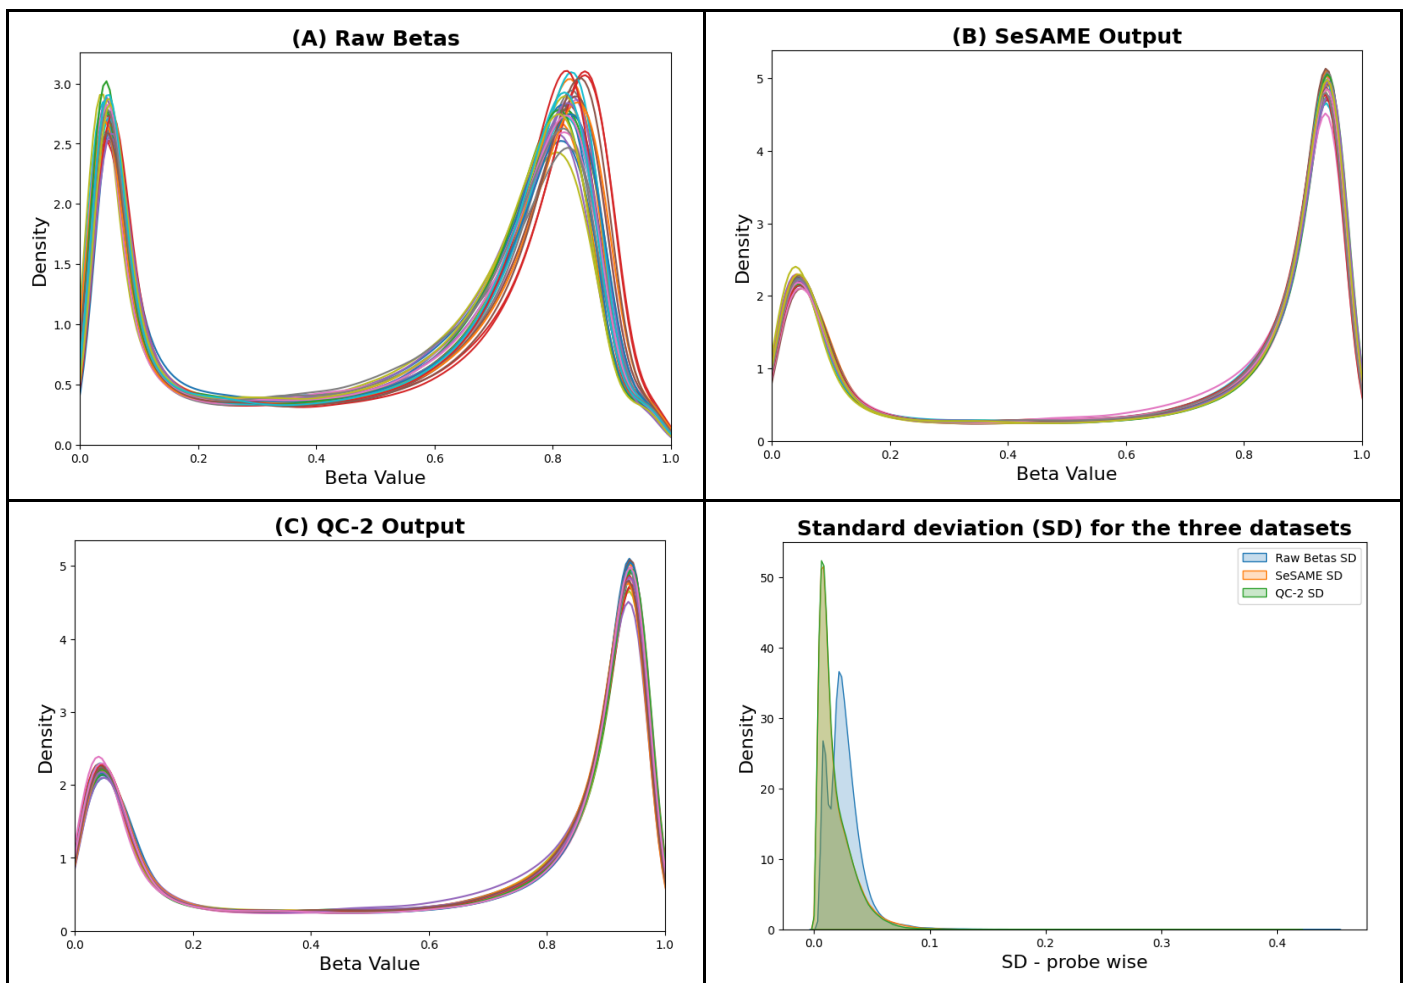 (A) Raw Betas
3.0
2.5
2.0
1.5
1.0
0.5
0.0
Density
0.0 0.2 0.4 0.6 0.8 1.0
Beta Value
(B) SeSAME Output
5
4
3
2
1
0
Density
0.0 0.2 0.4 0.6 0.8 1.0
Beta Value
(C) QC-2 Output
5
4
3
2
1
0
Density
0.0 0.2 0.4 0.6 0.8 1.0
Beta Value
Standard deviation (SD) for the three datasets
Raw Betas SD
SeSAME SD
QC-2 SD
50
40
30
20
10
0
Density
0.0 0.1 0.2 0.3 0.4
SD - probe wise